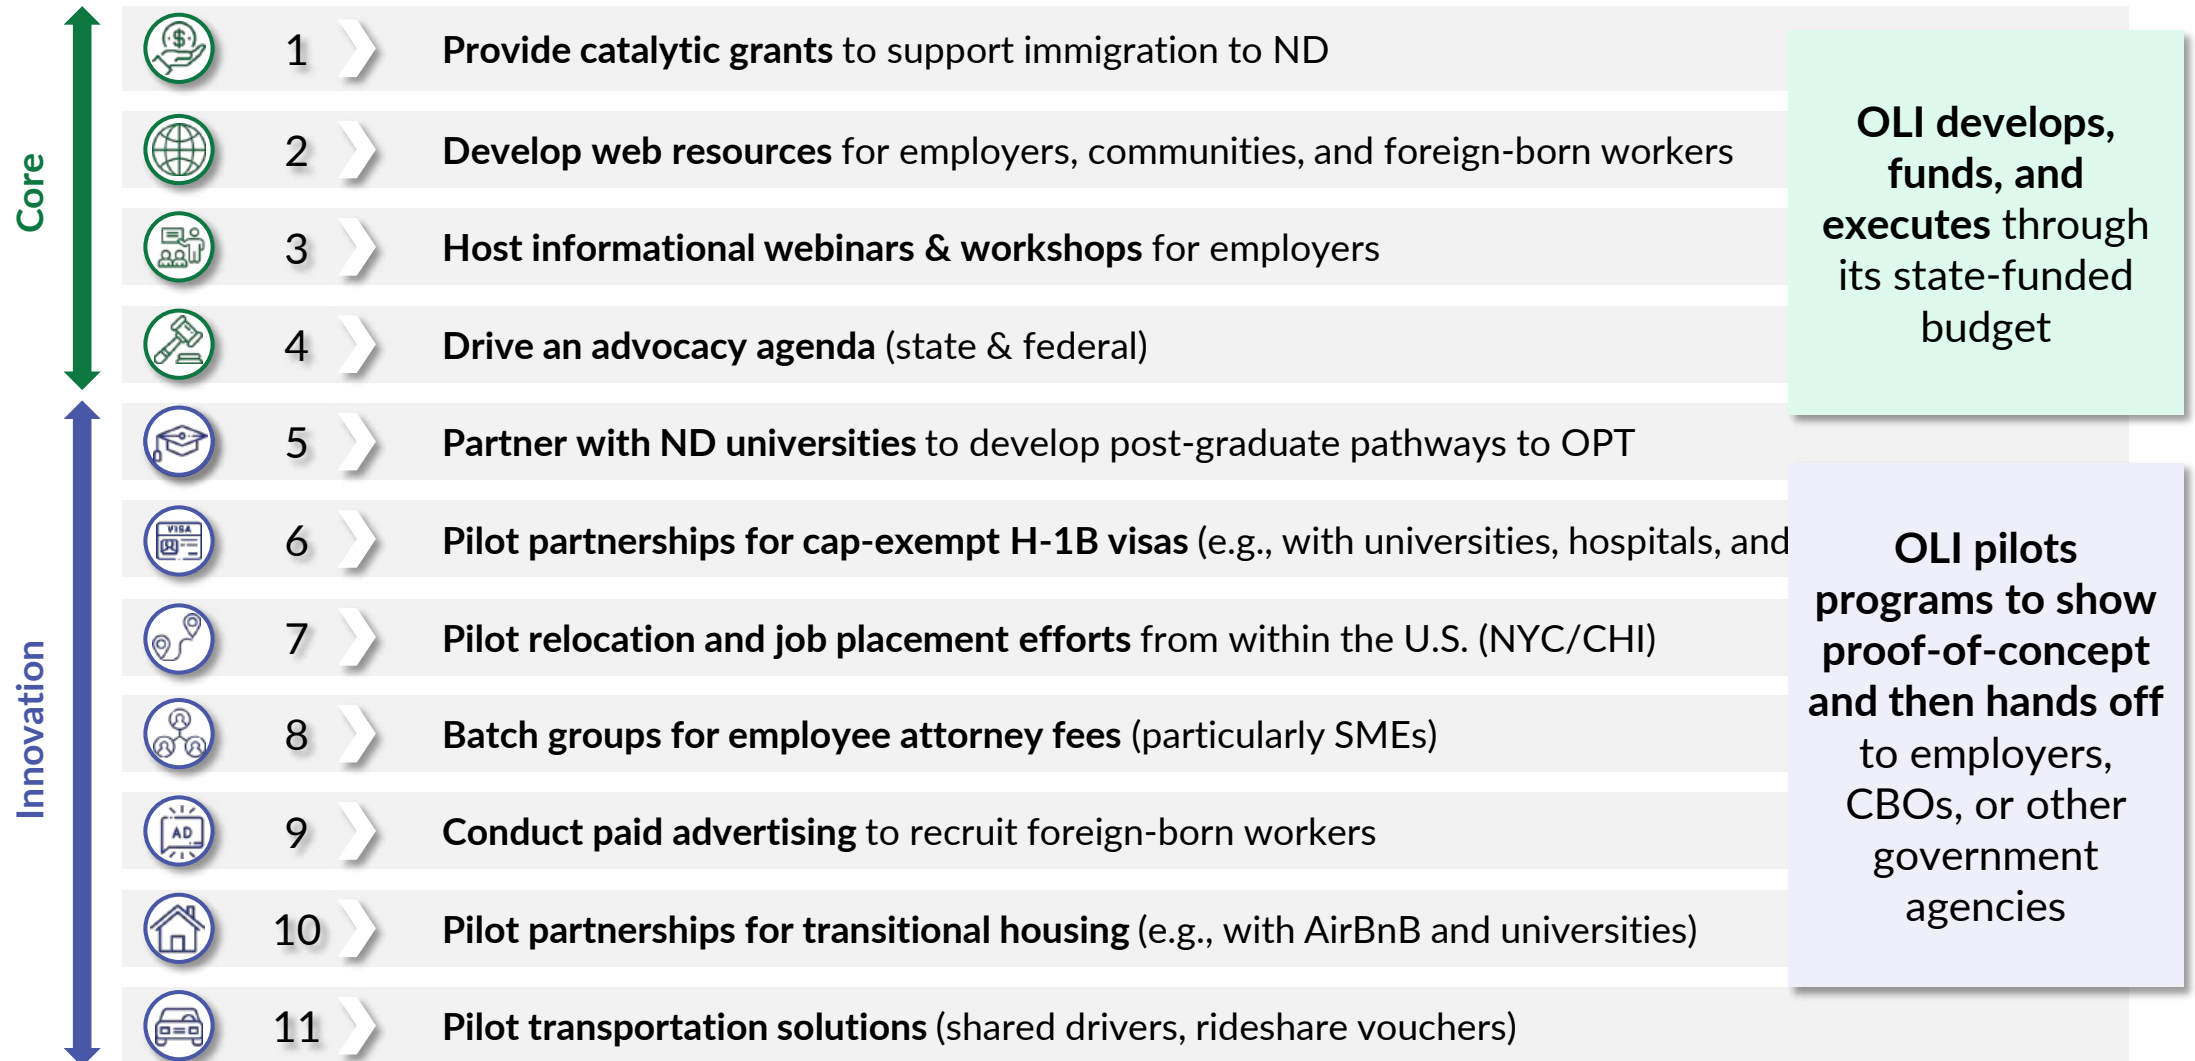 Core
1 Provide catalytic grants to support immigration to ND
2 Develop web resources for employers, communities, and foreign-born workers
3 Host informational webinars & workshops for employers
4 Drive an advocacy agenda (state & federal)
OLI develops,
funds, and
executes through
its state-funded
budget
Innovation
5 Partner with ND universities to develop post-graduate pathways to OPT
VISA
6 Pilot partnerships for cap-exempt H-1B visas (e.g., with universities, hospitals, and
7 Pilot relocation and job placement efforts from within the U.S. (NYC/CHI)
8 Batch groups for employee attorney fees (particularly SMEs)
AD
9 Conduct paid advertising to recruit foreign-born workers
10 Pilot partnerships for transitional housing (e.g., with AirBnB and universities)
11 Pilot transportation solutions (shared drivers, rideshare vouchers)
OLI pilots
programs to show
proof-of-concept
and then hands off
to employers,
CBOs, or other
government
agencies